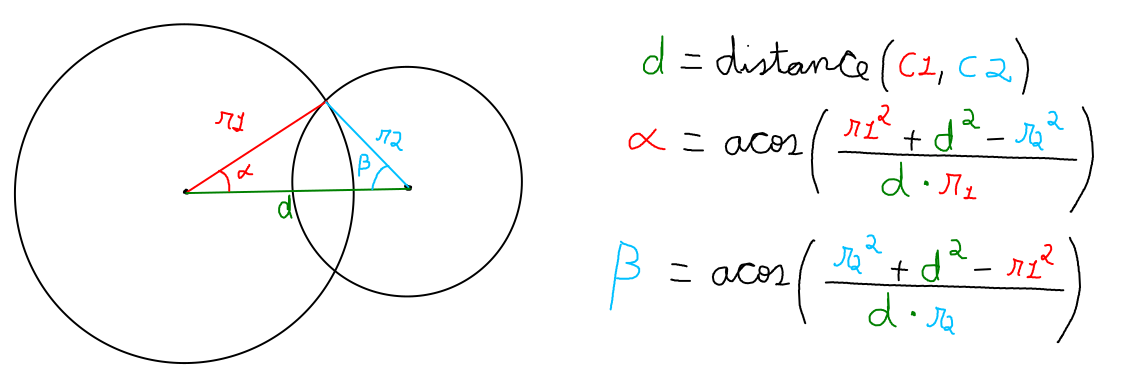 r1
α
r2
β
d
d = distance(C1, C2)
α = acos((r1² + d² - r2²) / (d · r1))
β = acos((r2² + d² - r1²) / (d · r2))